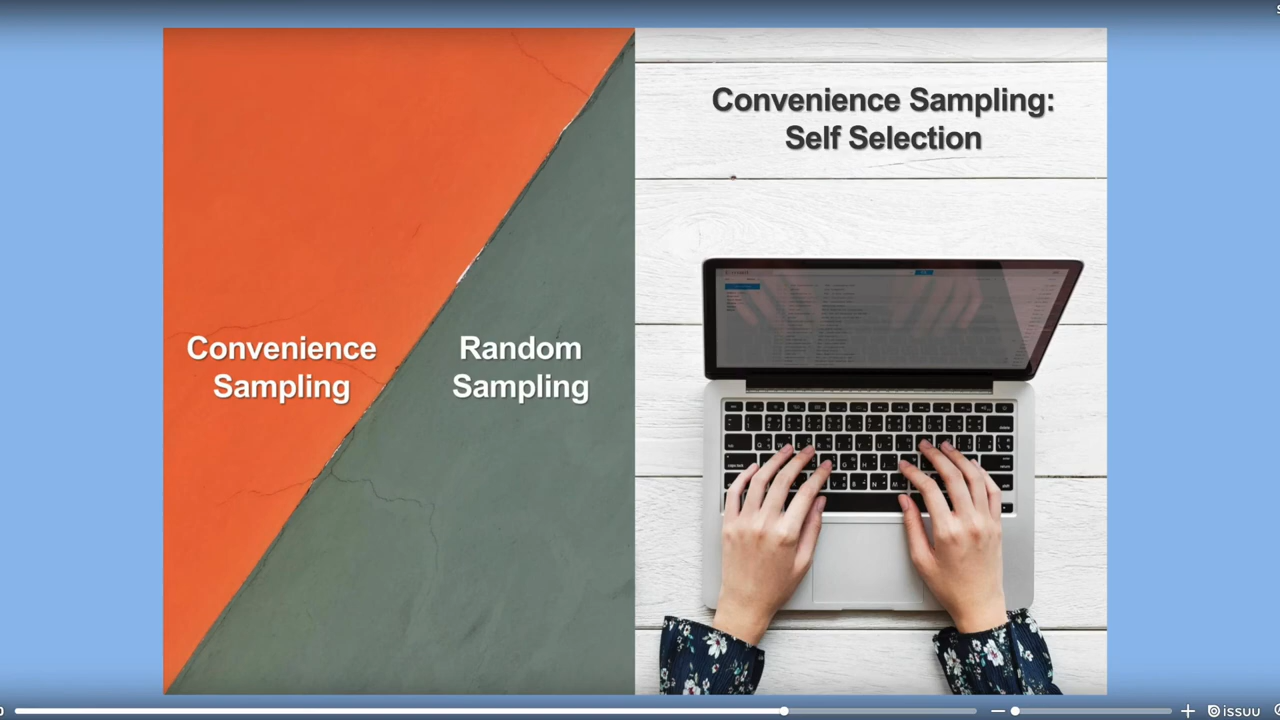 Convenience
Sampling
Random
Sampling
Convenience Sampling:
Self Selection
issuu